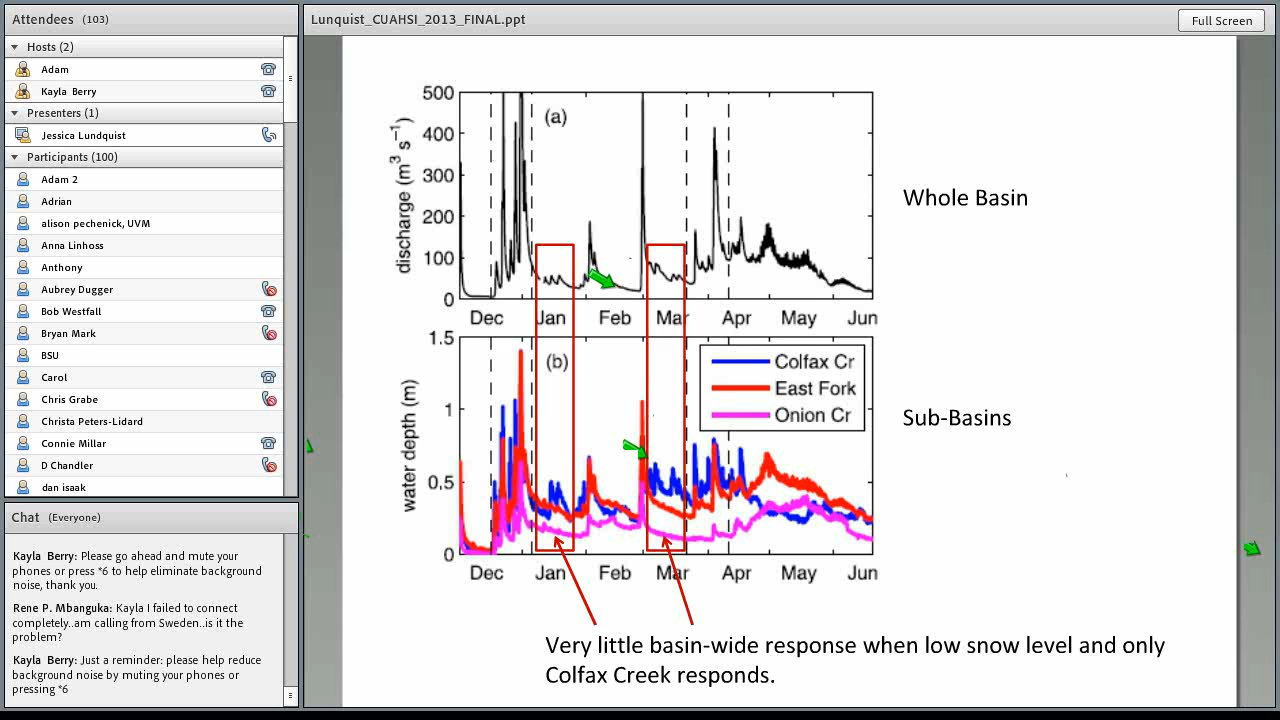 Attendees (103)
Hosts (2)
Adam
Kayla Berry
Presenters (1)
Jessica Lundquist
Participants (100)
Adam 2
Adrian
alison pechenick, UVM
Anna Linhoss
Anthony
Aubrey Dugger
Bob Westfall
Bryan Mark
BSU
Carol
Chris Grabe
Christa Peters-Lidard
Connie Millar
D Chandler
dan isaak
Chat (Everyone)
Kayla Berry: Please go ahead and mute your
phones or press *6 to help eliminate background
noise, thank you.
Rene P. Mbanguka: Kayla I failed to connect
completely..am calling from Sweden..is it the
problem?
Kayla Berry: Just a reminder: please help reduce
background noise by muting your phones or
pressing *6
Lunquist_CUAHSI_2013_FINAL.ppt
Full Screen
500
400
300
200
100
0
discharge (m³ s⁻¹)
(a)
Dec Jan Feb Mar Apr May Jun
Whole Basin
1.5
1
0.5
0
water depth (m)
(b)
Colfax Cr
East Fork
Onion Cr
Dec Jan Feb Mar Apr May Jun
Sub-Basins
Very little basin-wide response when low snow level and only
Colfax Creek responds.